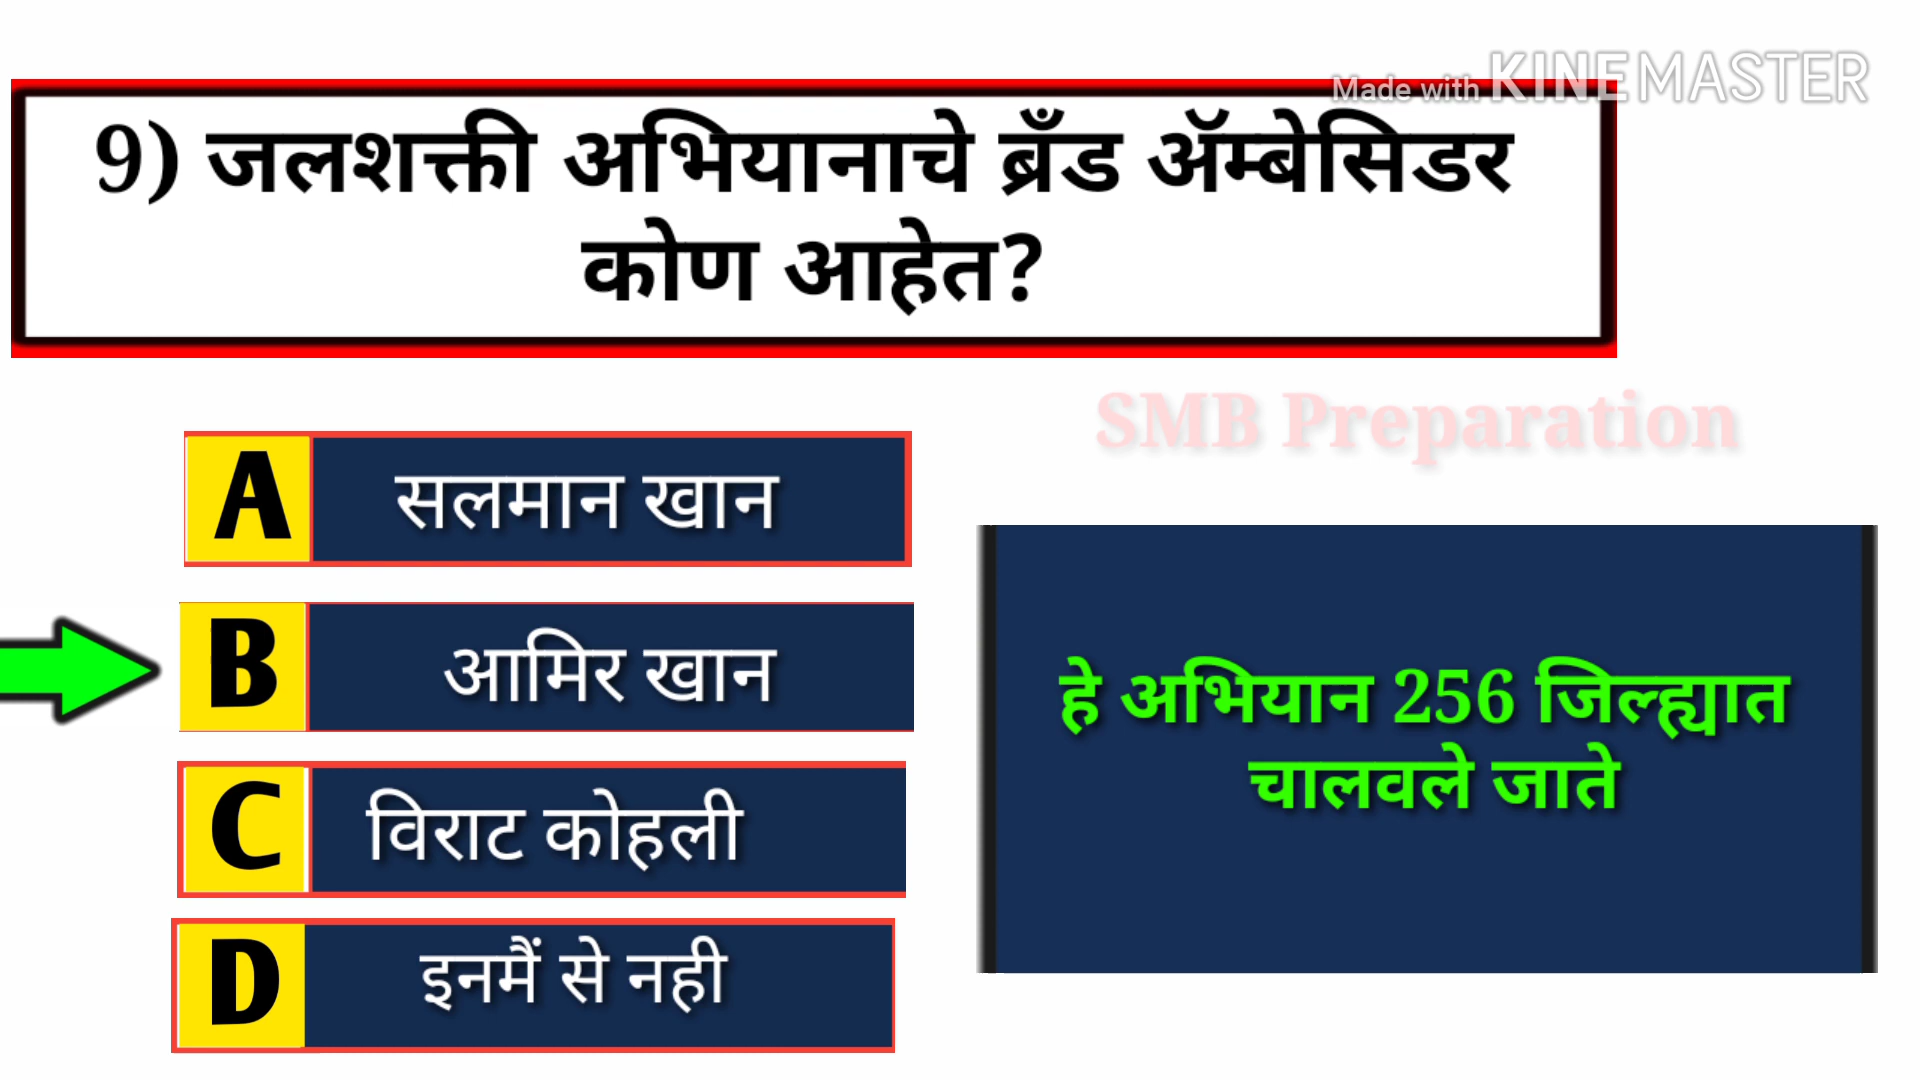 Made with KINEMASTER
9) जलशक्ती अभियानाचे ब्रँड ॲम्बेसिडर
कोण आहेत?
SMB Preparation
A सलमान खान
B आमिर खान
C विराट कोहली
D इनमैं से नही
हे अभियान 256 जिल्ह्यात
चालवले जाते